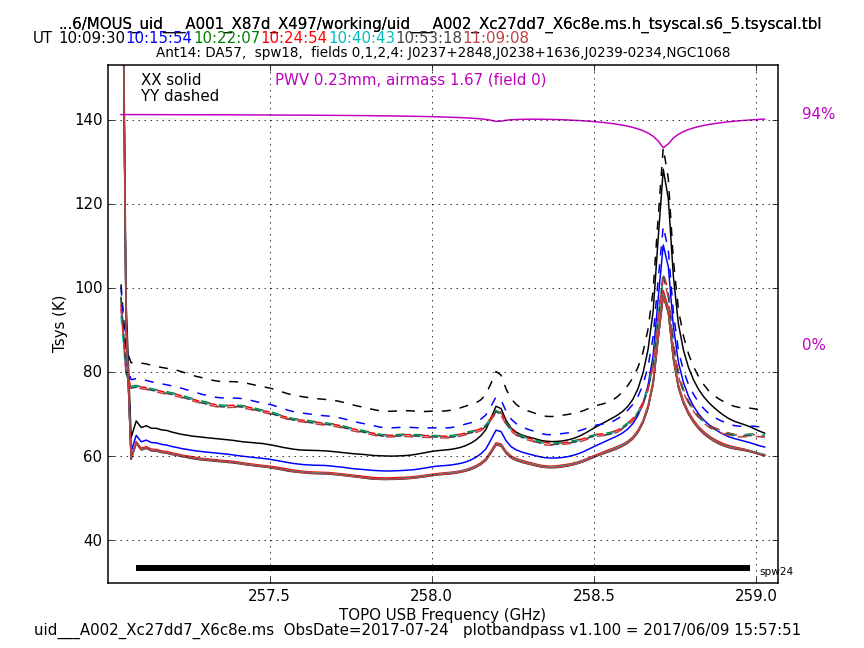 ...6/MOUS_uid___A001_X87d_X497/working/uid___A002_Xc27dd7_X6c8e.ms.h_tsyscal.s6_5.tsyscal.tbl
UT 10:09:30 10:15:54 10:22:07 10:24:54 10:40:43 10:53:18 11:09:08
Ant14: DA57, spw18, fields 0,1,2,4: J0237+2848,J0238+1636,J0239-0234,NGC1068
XX solid
PWV 0.23mm, airmass 1.67 (field 0)
YY dashed
94%
0%
140
120
100
80
60
40
Tsys (K)
spw24
257.5
258.0
258.5
259.0
TOPO USB Frequency (GHz)
uid___A002_Xc27dd7_X6c8e.ms ObsDate=2017-07-24 plotbandpass v1.100 = 2017/06/09 15:57:51